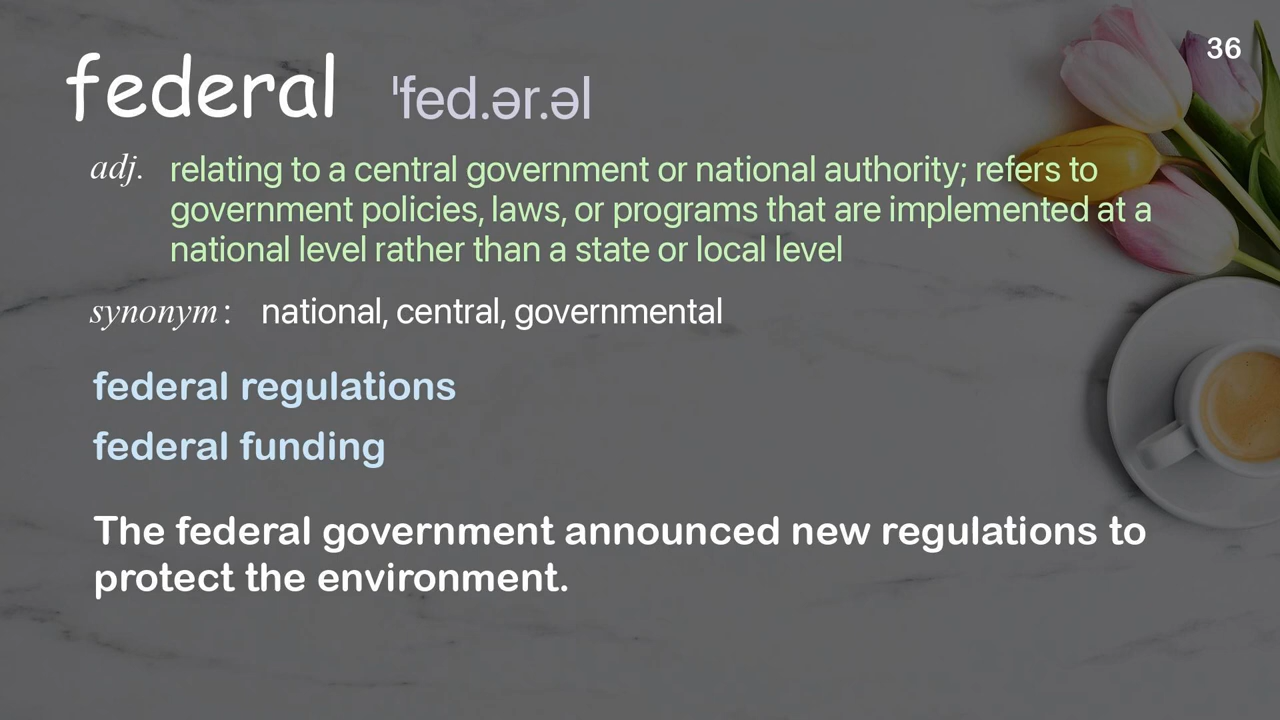 36
federal ˈfed.ər.əl
adj. relating to a central government or national authority; refers to
government policies, laws, or programs that are implemented at a
national level rather than a state or local level
synonym : national, central, governmental
federal regulations
federal funding
The federal government announced new regulations to
protect the environment.